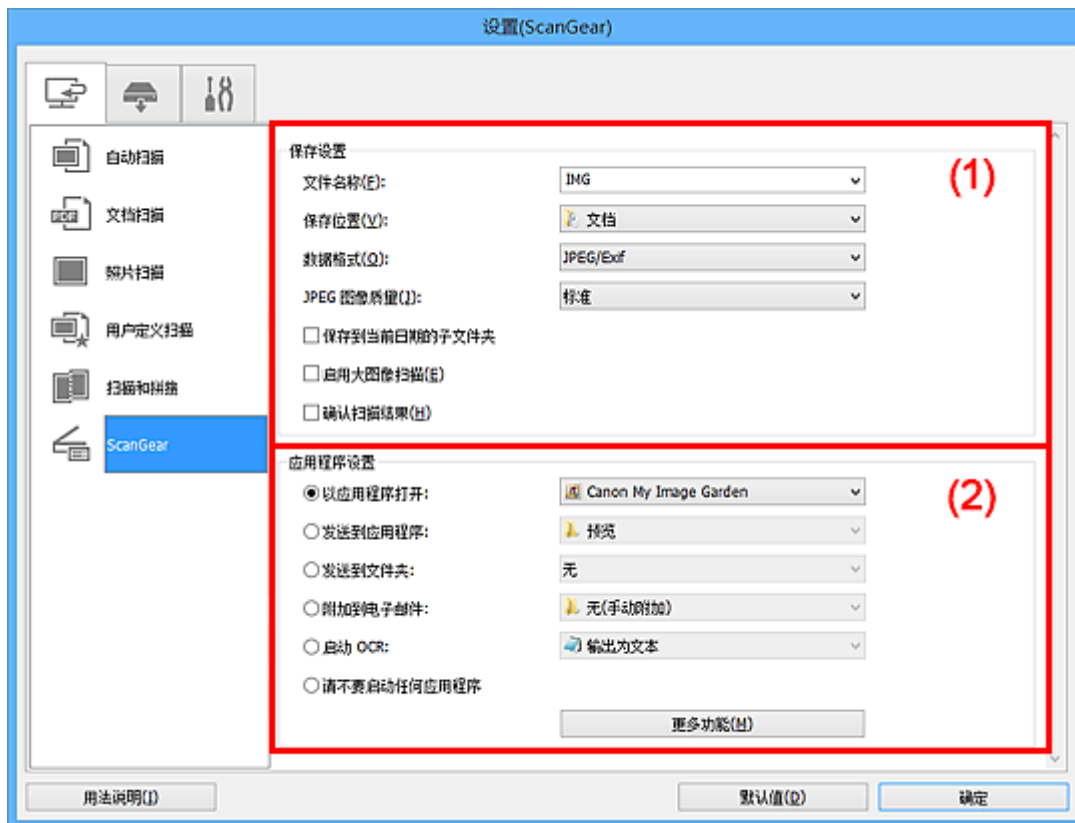 设置(ScanGear)
自动扫描
文档扫描
照片扫描
用户定义扫描
扫描和拼接
ScanGear
保存设置
(1)
文件名称(F):
IMG
保存位置(V):
文档
数据格式(O):
JPEG/Exif
JPEG 图像质量(J):
标准
保存到当前日期的子文件夹
启用大图像扫描(E)
确认扫描结果(H)
应用程序设置
(2)
以应用程序打开:
Canon My Image Garden
发送到应用程序:
预览
发送到文件夹:
无
附加到电子邮件:
无(手动附加)
启动 OCR:
输出为文本
请不要启动任何应用程序
更多功能(M)
用法说明(I)
默认值(D)
确定
PDF